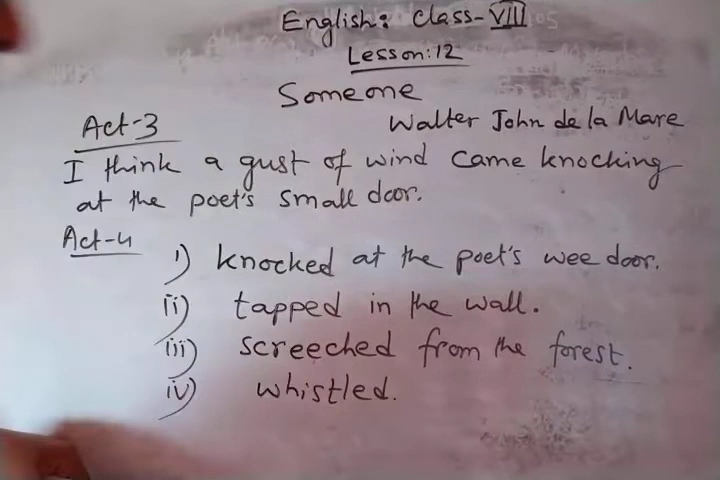 English: Class-VIII
Lesson:12
Someone
Walter John de la Mare
Act-3
I think a gust of wind came knocking
at the poet's small door.
Act-4
i) knocked at the poet's wee door.
ii) tapped in the wall.
iii) screeched from the forest.
iv) whistled.